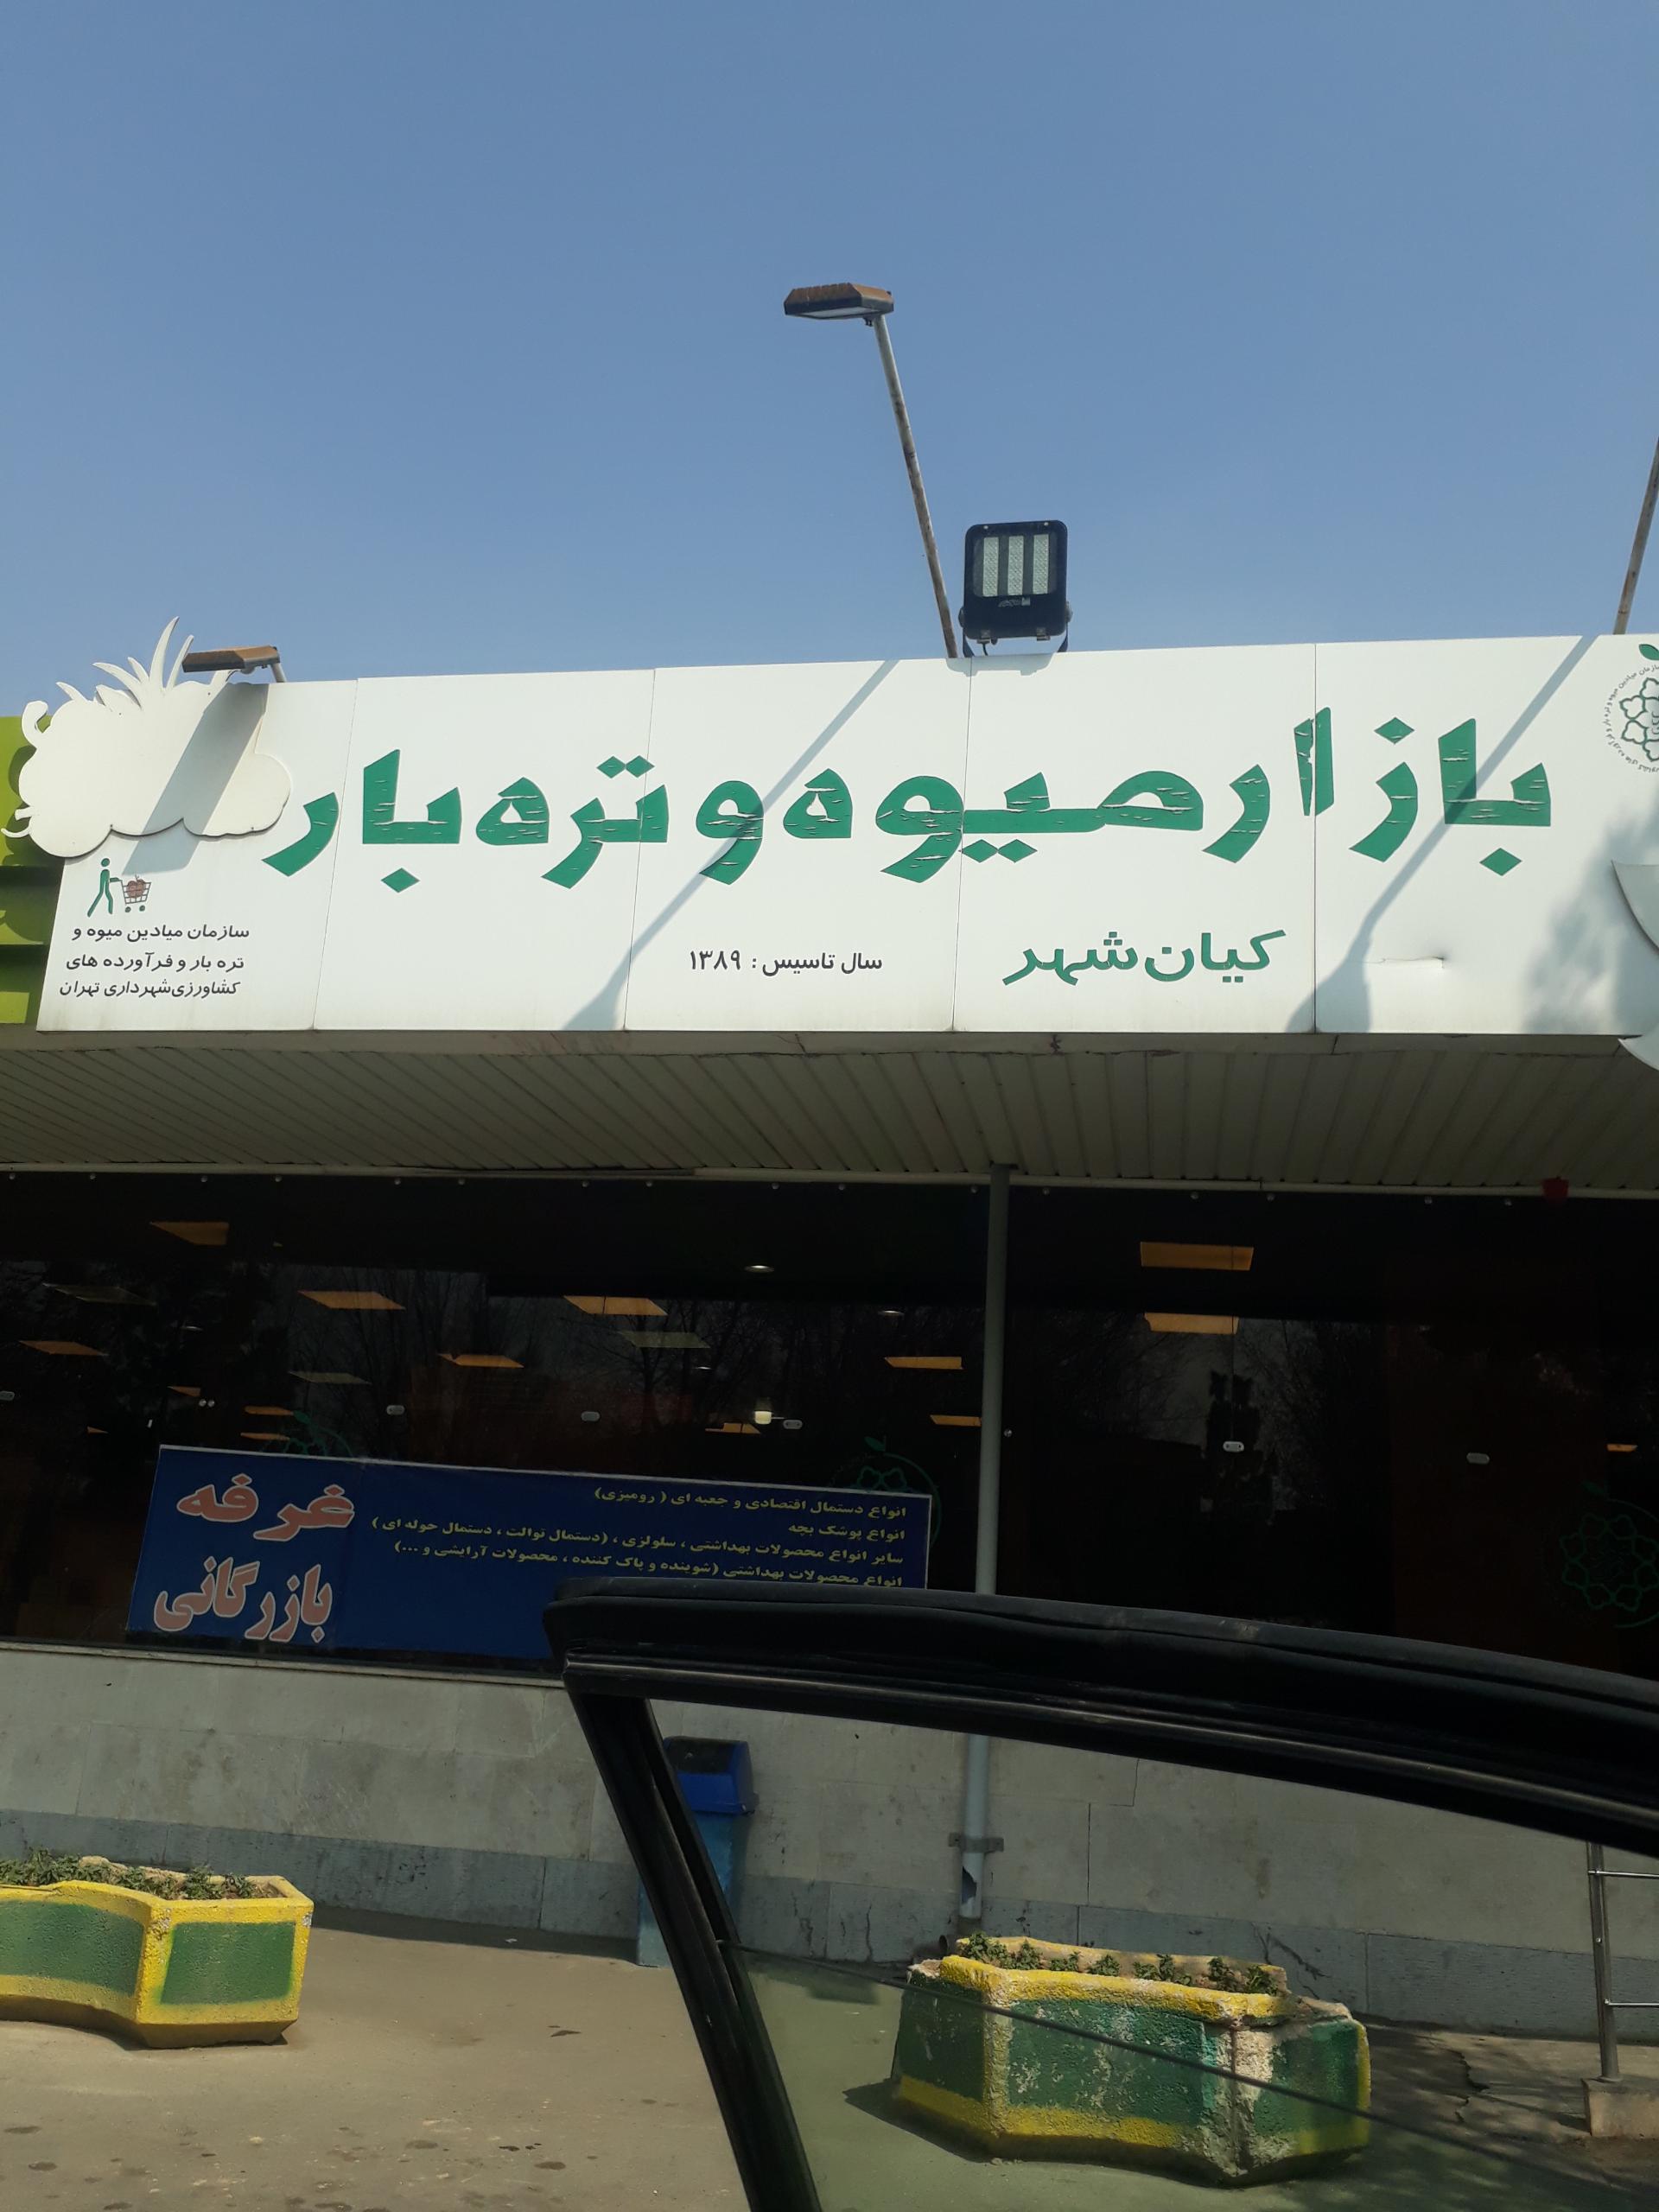 بازار میوه و تره بار
کیان شهر
سال تاسیس : ۱۳۸۹
سازمان میادین میوه و
تره بار و فرآورده های
کشاورزی شهرداری تهران
غرفه
بازرگانی
انواع دستمال اقتصادی و جعبه ای ( رومیزی)
انواع پوشک بچه
سایر انواع محصولات بهداشتی ، سلولزی ، (دستمال توالت ، دستمال حوله ای )
انواع محصولات بهداشتی (شوینده و پاک کننده ، محصولات آرایشی و ...)